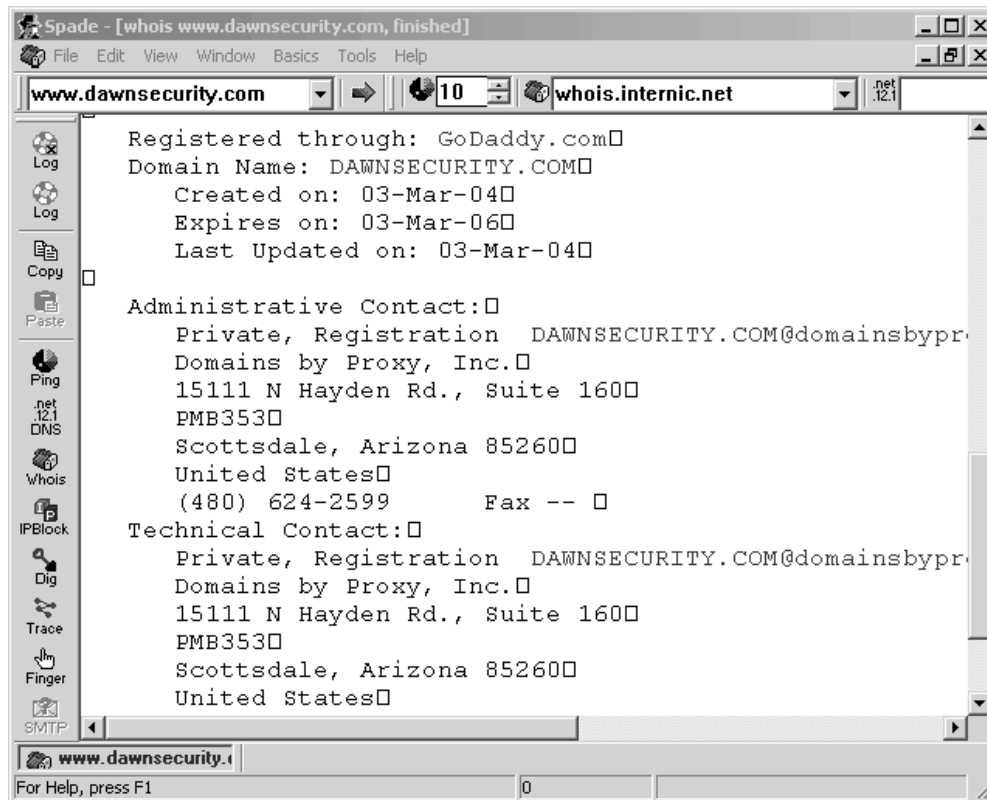 Spade - [whois www.dawnsecurity.com, finished]
File Edit View Window Basics Tools Help
www.dawnsecurity.com 10 whois.internic.net .net .12.1
Log
Log
Copy
Paste
Ping
.net
.12.1
DNS
Whois
IPBlock
Dig
Trace
Finger
SMTP
Registered through: GoDaddy.com
Domain Name: DAWNSECURITY.COM
Created on: 03-Mar-04
Expires on: 03-Mar-06
Last Updated on: 03-Mar-04
Administrative Contact:
Private, Registration DAWNSECURITY.COM@domainsbypr
Domains by Proxy, Inc.
15111 N Hayden Rd., Suite 160
PMB353
Scottsdale, Arizona 85260
United States
(480) 624-2599 Fax --
Technical Contact:
Private, Registration DAWNSECURITY.COM@domainsbypr
Domains by Proxy, Inc.
15111 N Hayden Rd., Suite 160
PMB353
Scottsdale, Arizona 85260
United States
www.dawnsecurity.
For Help, press F1 0